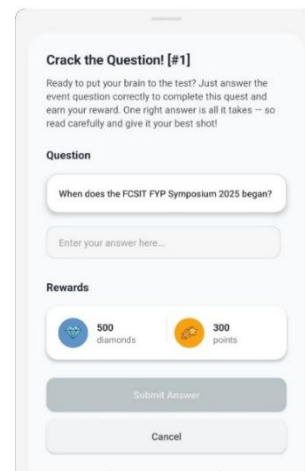 Crack the Question! [#1]
Ready to put your brain to the test? Just answer the
event question correctly to complete this quest and
earn your reward. One right answer is all it takes — so
read carefully and give it your best shot!
Question
When does the FCSIT FYP Symposium 2025 began?
Enter your answer here...
Rewards
500
diamonds
300
points
Submit Answer
Cancel